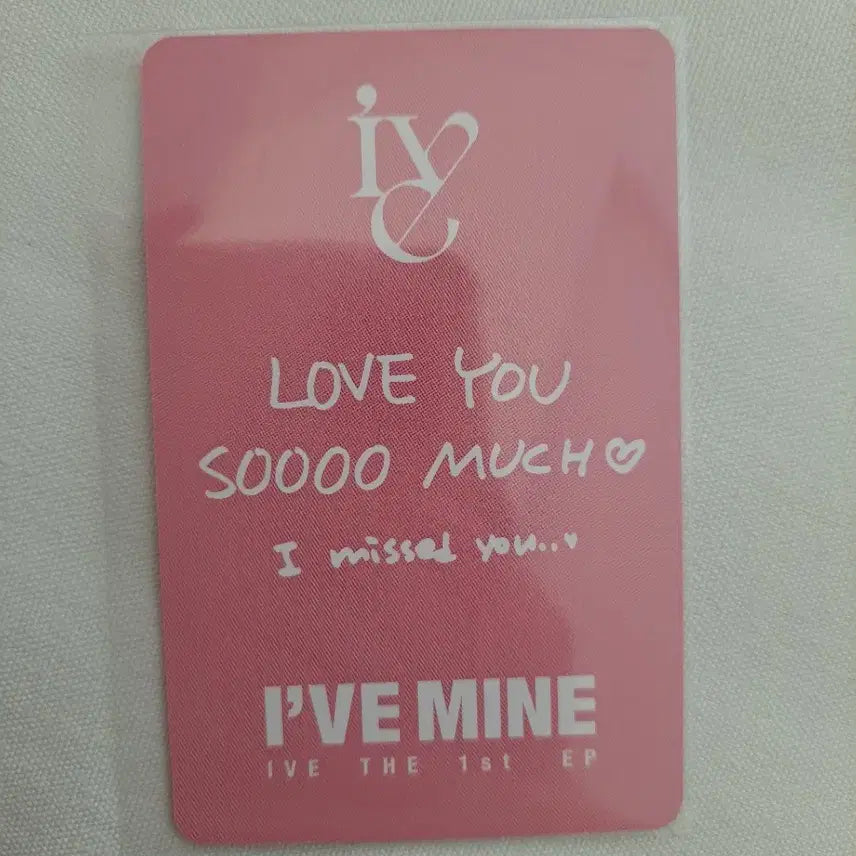 ive
LOVE YOU
SOOOO MUCH♡
I missed you..♥
I'VE MINE
IVE THE 1st EP